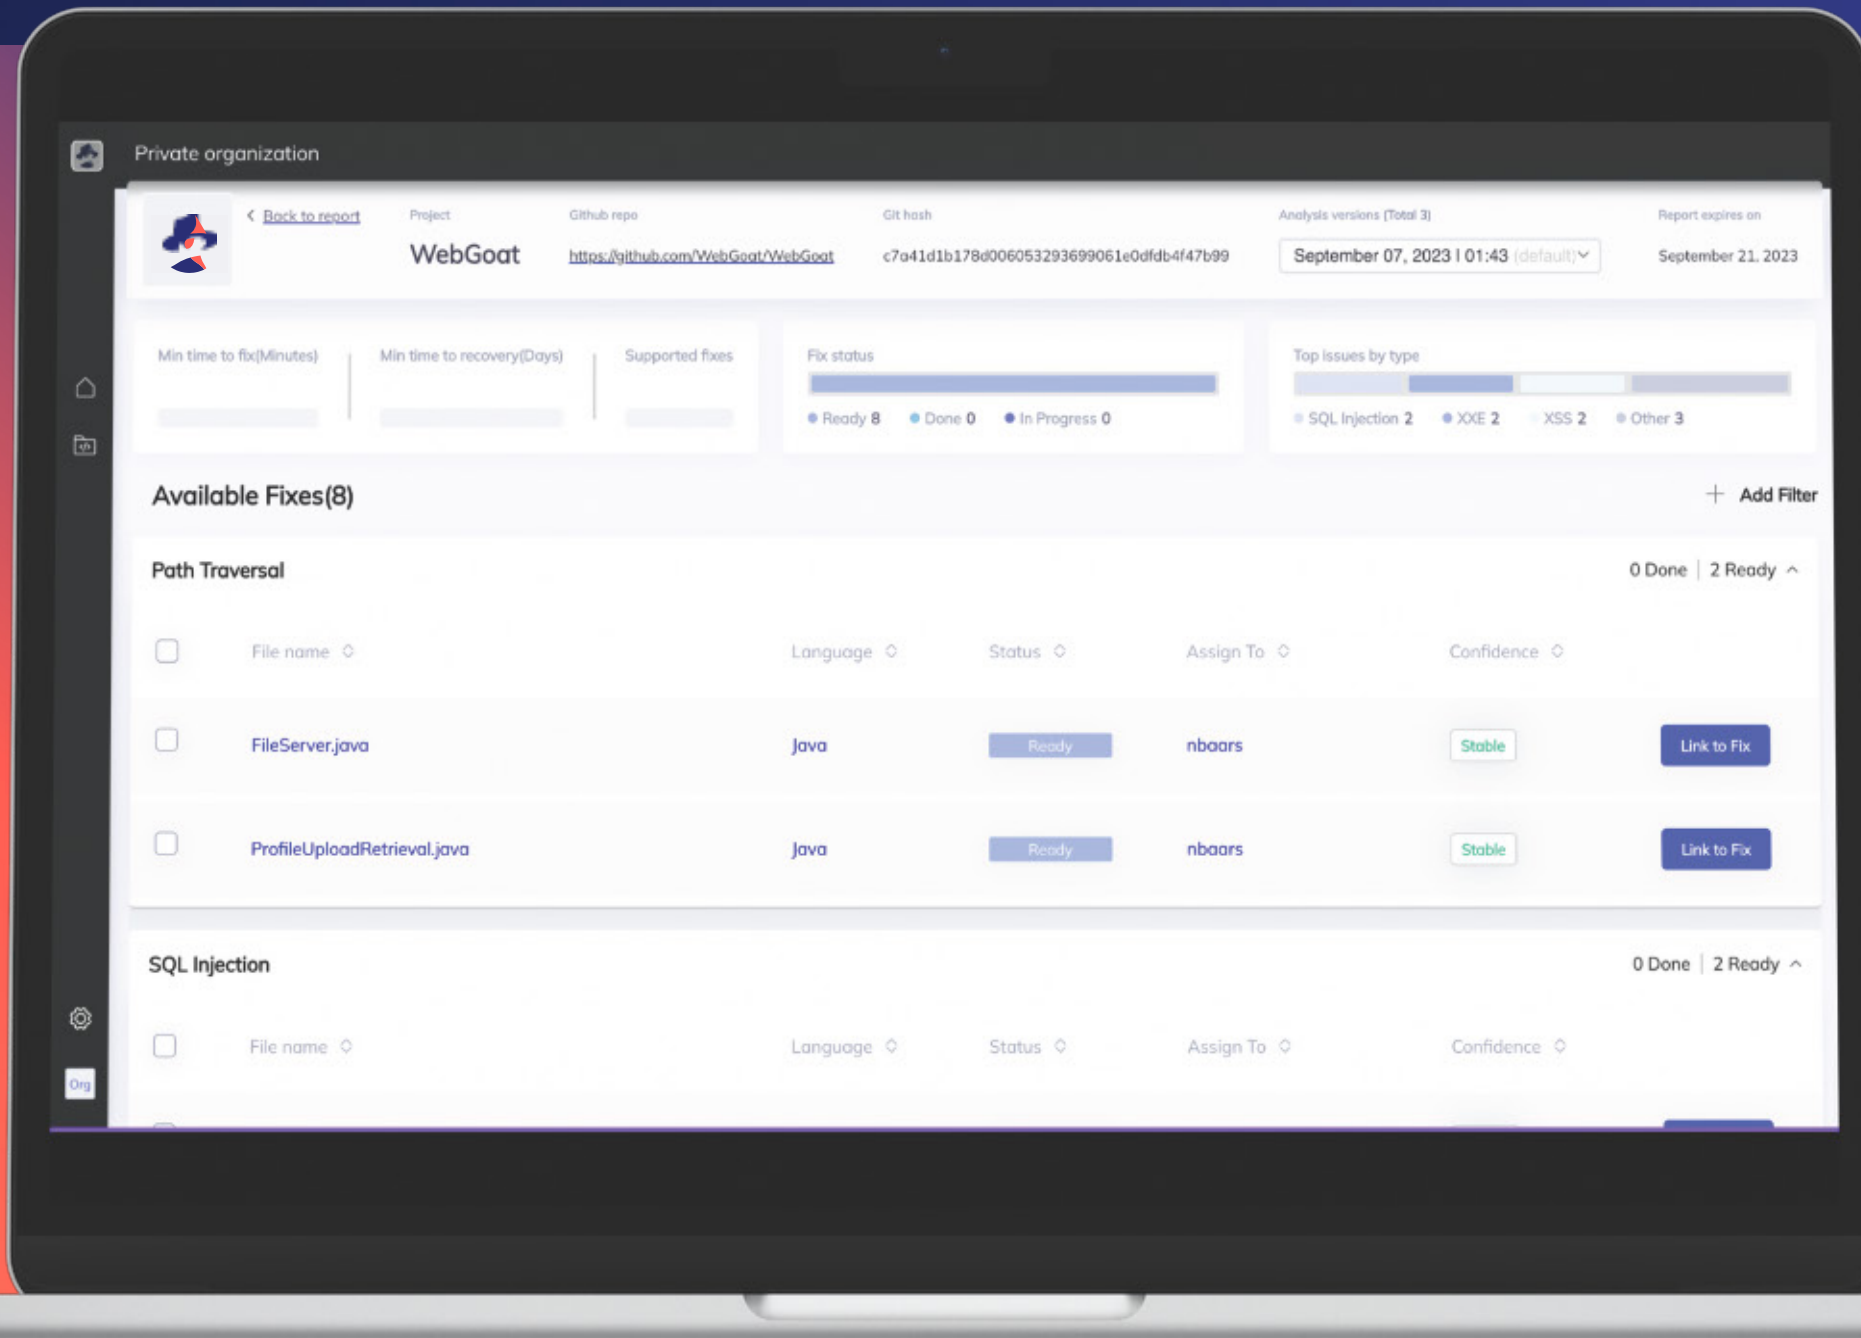 Private organization
Back to report
Project
Github repo
Git hash
Analysis versions (Total 3)
Report expires on
WebGoat
https://github.com/WebGoat/WebGoat
c7a41d1b178d006053293699061e0dfdb4f47b99
September 07, 2023 | 01:43 (default)
September 21. 2023
Min time to fix(Minutes)
Min time to recovery(Days)
Supported fixes
Fix status
Top issues by type
Ready 8
Done 0
In Progress 0
SQL Injection 2
XXE 2
XSS 2
Other 3
Available Fixes(8)
Add Filter
Path Traversal
0 Done | 2 Ready
File name
Language
Status
Assign To
Confidence
FileServer.java
Java
Ready
nbaars
Stable
Link to Fix
ProfileUploadRetrieval.java
Java
Ready
nbaars
Stable
Link to Fix
SQL Injection
0 Done | 2 Ready
File name
Language
Status
Assign To
Confidence
Org